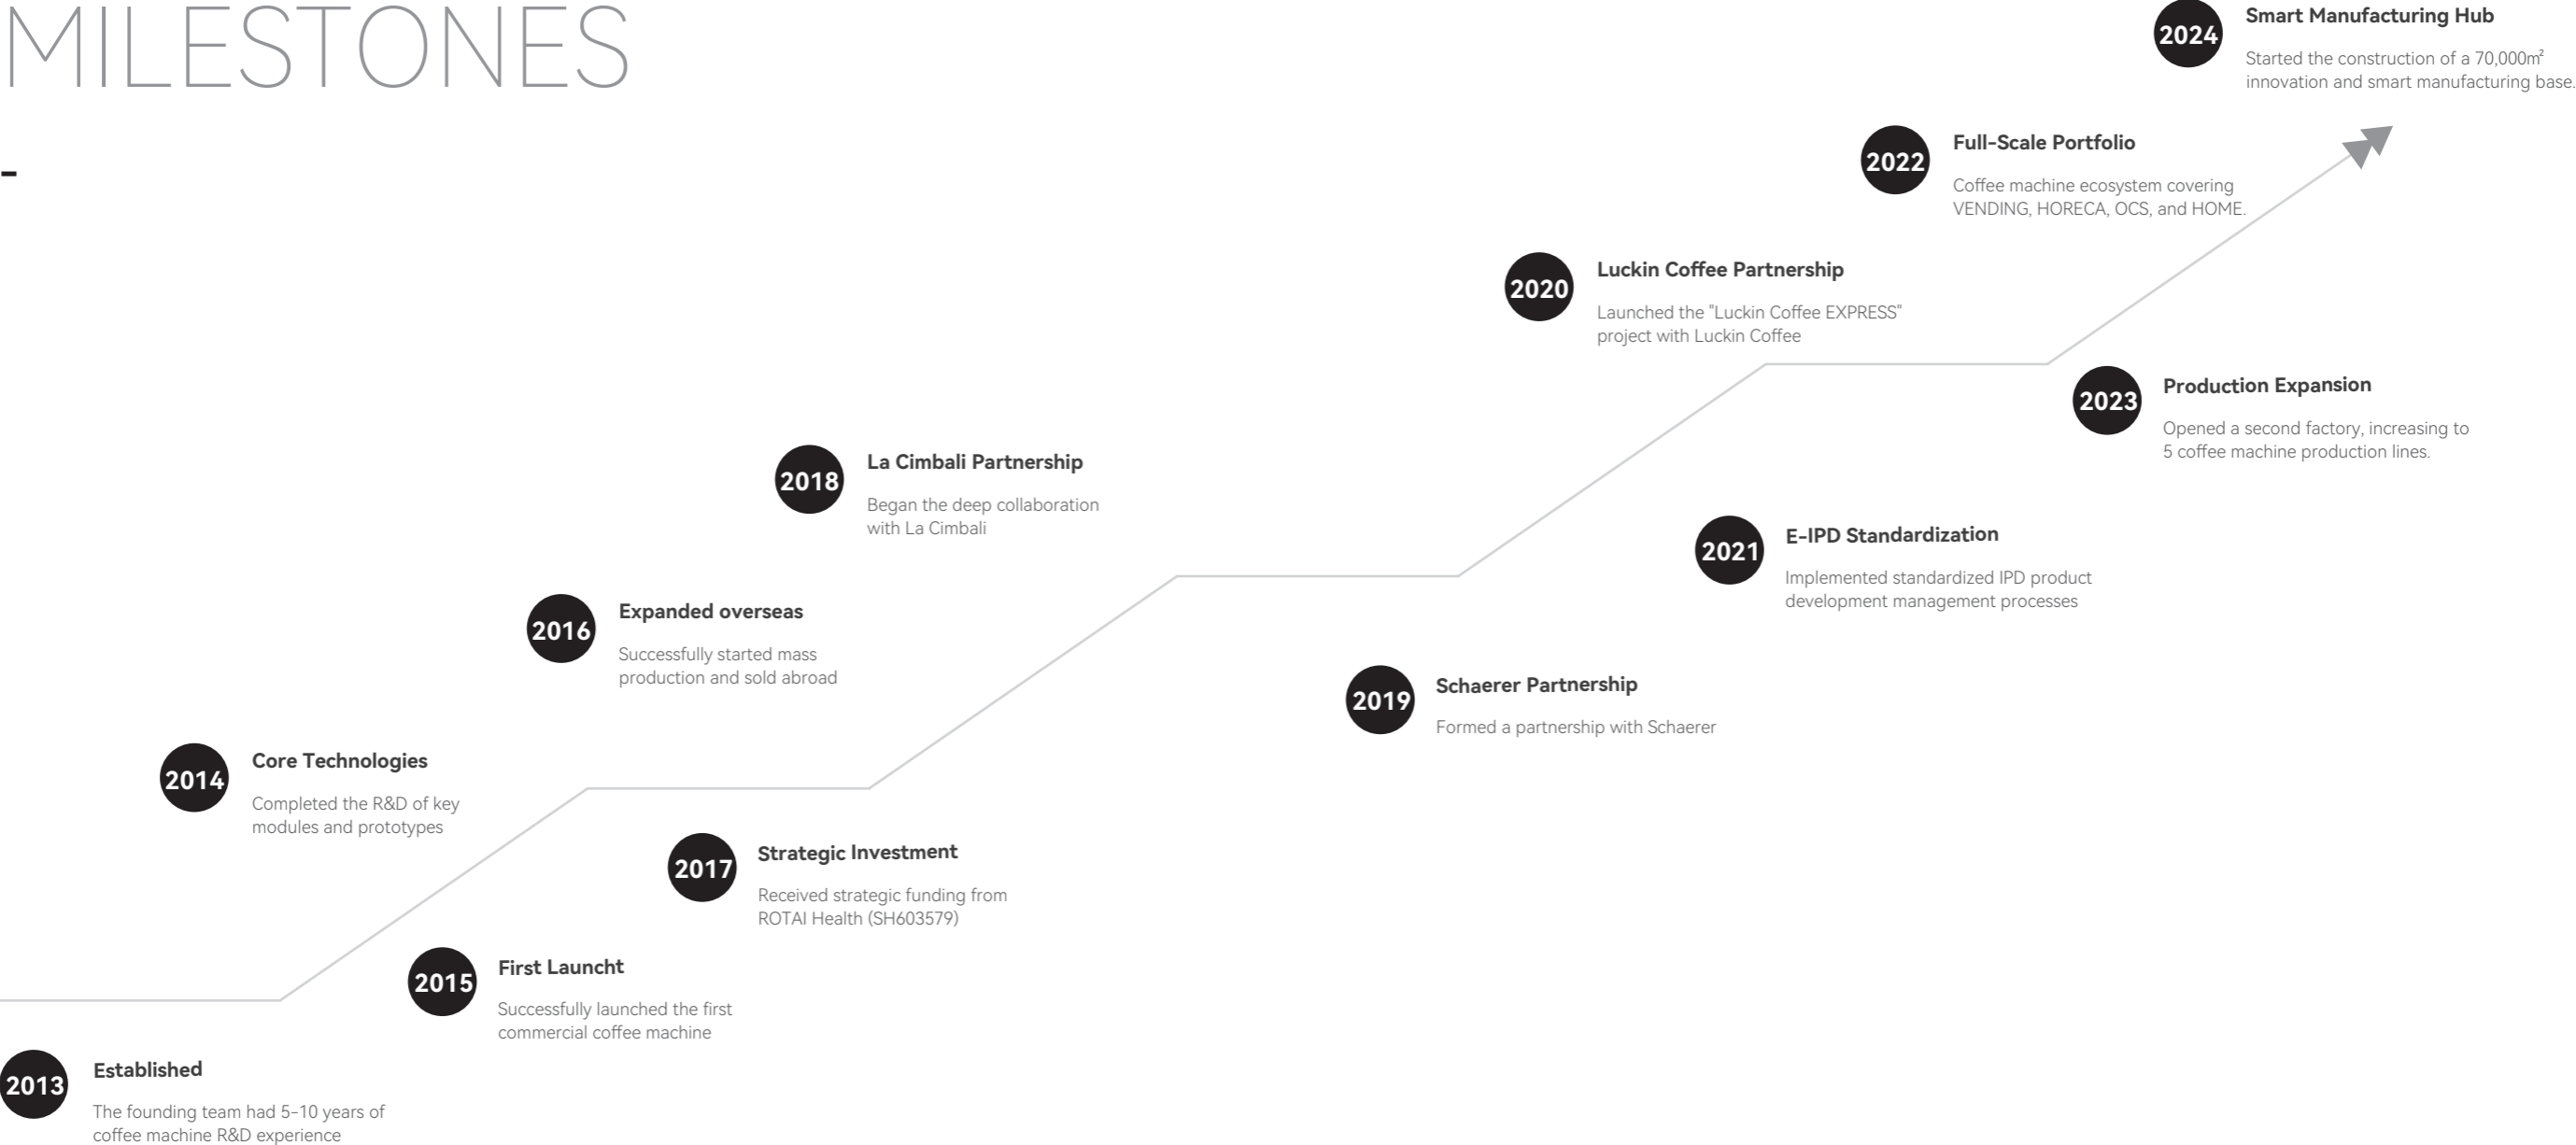 MILESTONES
-
2024
Smart Manufacturing Hub
Started the construction of a 70,000m²
innovation and smart manufacturing base.
2022
Full-Scale Portfolio
Coffee machine ecosystem covering
VENDING, HORECA, OCS, and HOME.
2020
Luckin Coffee Partnership
Launched the "Luckin Coffee EXPRESS"
project with Luckin Coffee
2023
Production Expansion
Opened a second factory, increasing to
5 coffee machine production lines.
2018
La Cimbali Partnership
Began the deep collaboration
with La Cimbali
2021
E-IPD Standardization
Implemented standardized IPD product
development management processes
2016
Expanded overseas
Successfully started mass
production and sold abroad
2019
Schaerer Partnership
Formed a partnership with Schaerer
2014
Core Technologies
Completed the R&D of key
modules and prototypes
2017
Strategic Investment
Received strategic funding from
ROTAI Health (SH603579)
2015
First Launcht
Successfully launched the first
commercial coffee machine
2013
Established
The founding team had 5-10 years of
coffee machine R&D experience